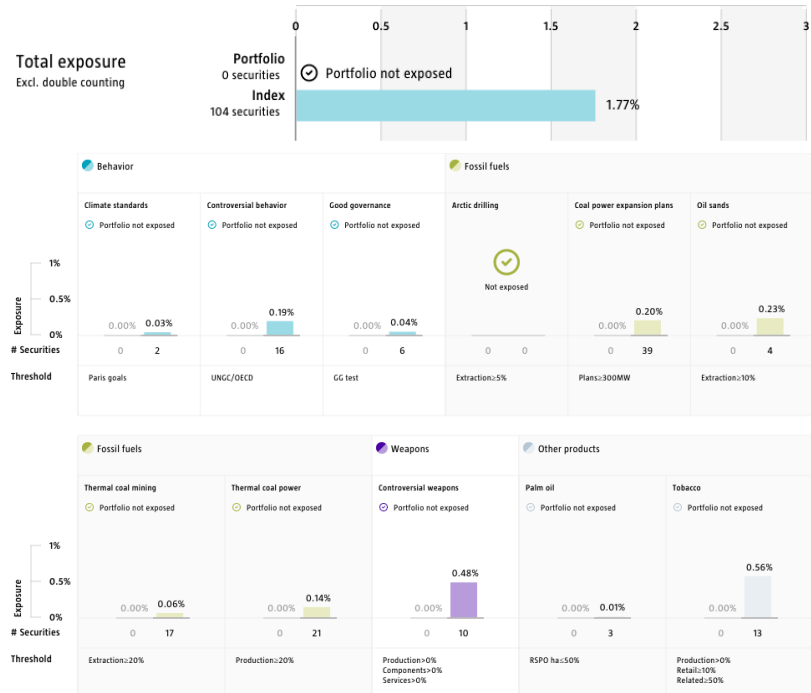 0 0.5 1 1.5 2 2.5 3
Total exposure
Excl. double counting
Portfolio
0 securities
Portfolio not exposed
Index
104 securities
1.77%
Behavior
Fossil fuels
Climate standards Controversial behavior Good governance Arctic drilling Coal power expansion plans Oil sands
Portfolio not exposed Portfolio not exposed Portfolio not exposed Portfolio not exposed Portfolio not exposed
Not exposed
Exposure
1%
0.5%
0%
0.00% 0.03% 0.00% 0.19% 0.00% 0.04% 0.00% 0.20% 0.00% 0.23%
# Securities 0 2 0 16 0 6 0 0 0 39 0 4
Threshold Paris goals UNGC/OECD GG test Extraction≥5% Plans≥300MW Extraction≥10%
Fossil fuels
Weapons
Other products
Thermal coal mining Thermal coal power Controversial weapons Palm oil Tobacco
Portfolio not exposed Portfolio not exposed Portfolio not exposed Portfolio not exposed Portfolio not exposed
Exposure
1%
0.5%
0%
0.00% 0.06% 0.00% 0.14% 0.00% 0.48% 0.00% 0.01% 0.00% 0.56%
# Securities 0 17 0 21 0 10 0 3 0 13
Threshold Extraction≥20% Production≥20% Production>0% RSPO ha≤50% Production>0%
Components>0% Retail≥10%
Services>0% Related≥50%